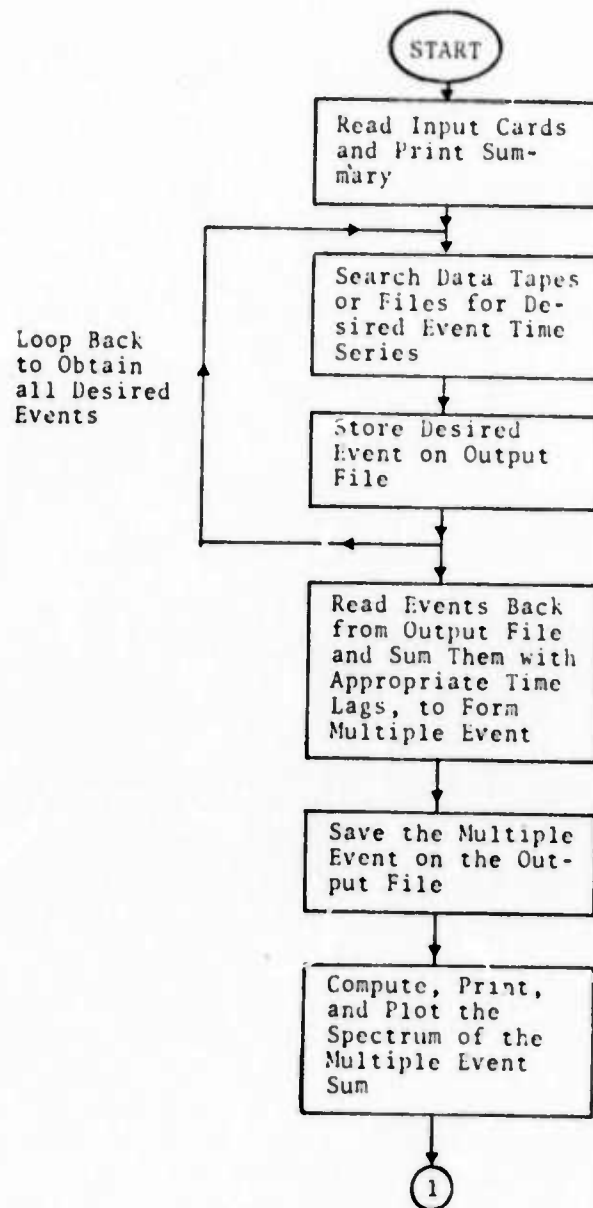 START
Read Input Cards
and Print Sum-
mary
Search Data Tapes
or Files for De-
sired Event Time
Series
Loop Back
to Obtain
all Desired
Events
Store Desired
Event on Output
File
Read Events Back
from Output File
and Sum Them with
Appropriate Time
Lags, to Form
Multiple Event
Save the Multiple
Event on the Out-
put File
Compute, Print,
and Plot the
Spectrum of the
Multiple Event
Sum
1